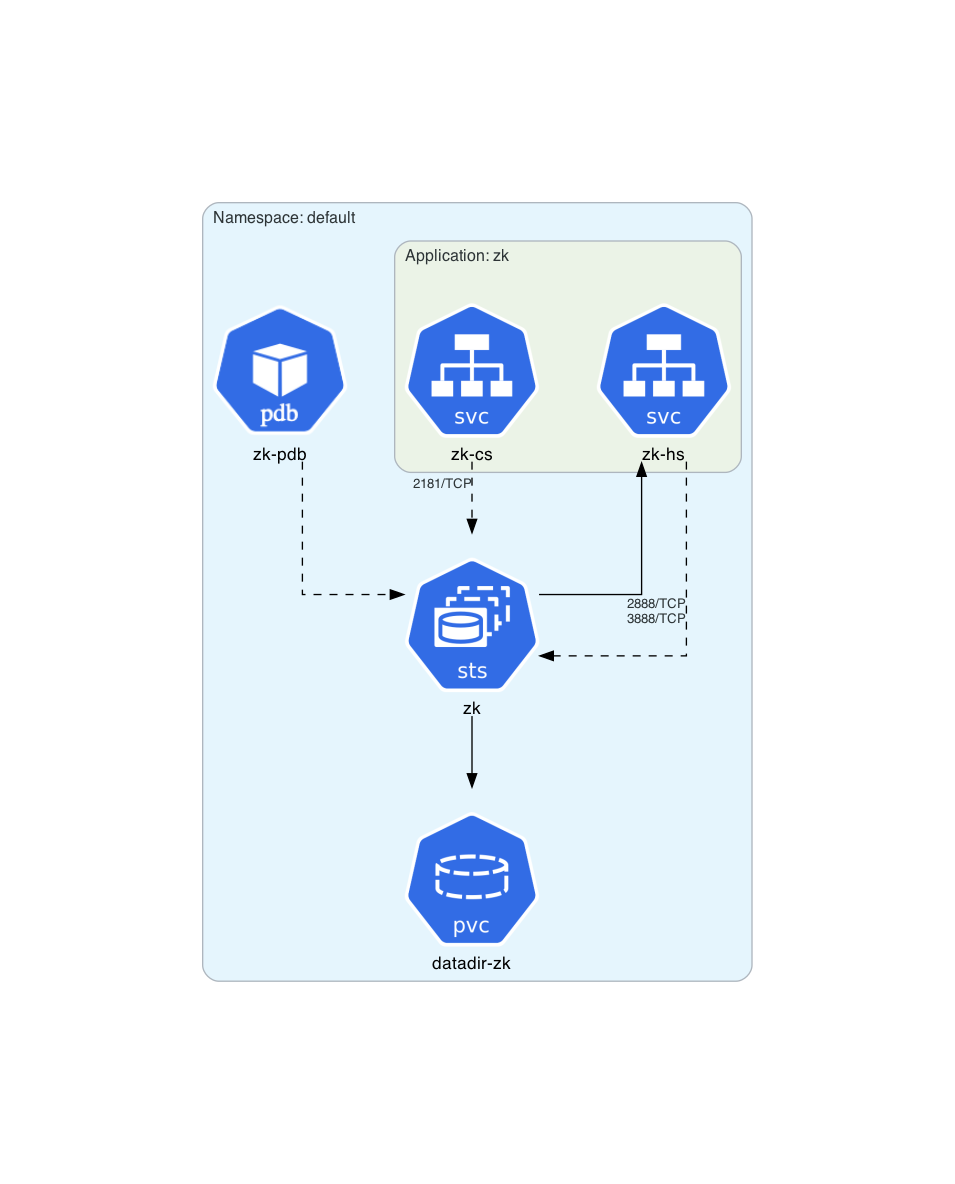 Namespace: default
Application: zk
pdb
svc
svc
zk-pdb
zk-cs
zk-hs
2181/TCP
2888/TCP
3888/TCP
sts
zk
pvc
datadir-zk